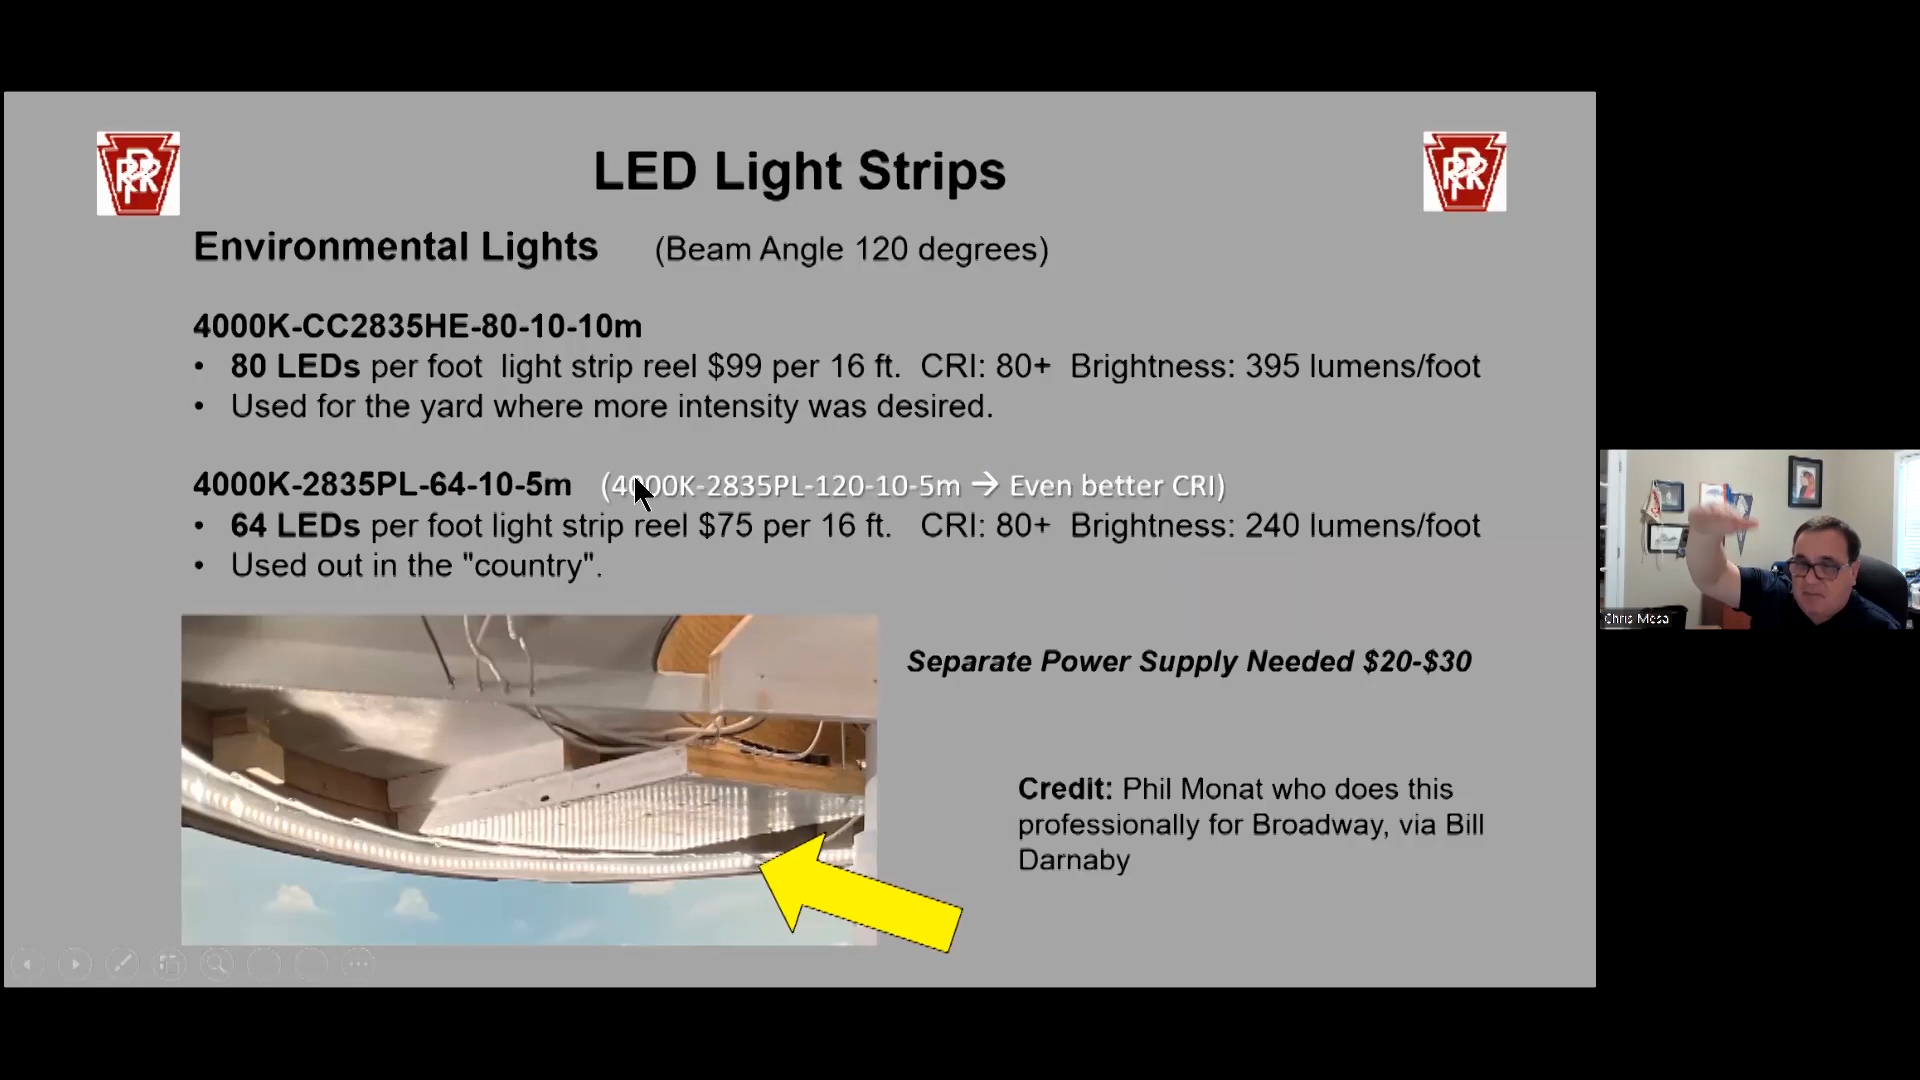 PRR
LED Light Strips
PRR
Environmental Lights (Beam Angle 120 degrees)
4000K-CC2835HE-80-10-10m
• 80 LEDs per foot light strip reel $99 per 16 ft. CRI: 80+ Brightness: 395 lumens/foot
• Used for the yard where more intensity was desired.
4000K-2835PL-64-10-5m (4000K-2835PL-120-10-5m → Even better CRI)
• 64 LEDs per foot light strip reel $75 per 16 ft. CRI: 80+ Brightness: 240 lumens/foot
• Used out in the "country".
Separate Power Supply Needed $20-$30
Credit: Phil Monat who does this
professionally for Broadway, via Bill
Darnaby
Chris Mesa